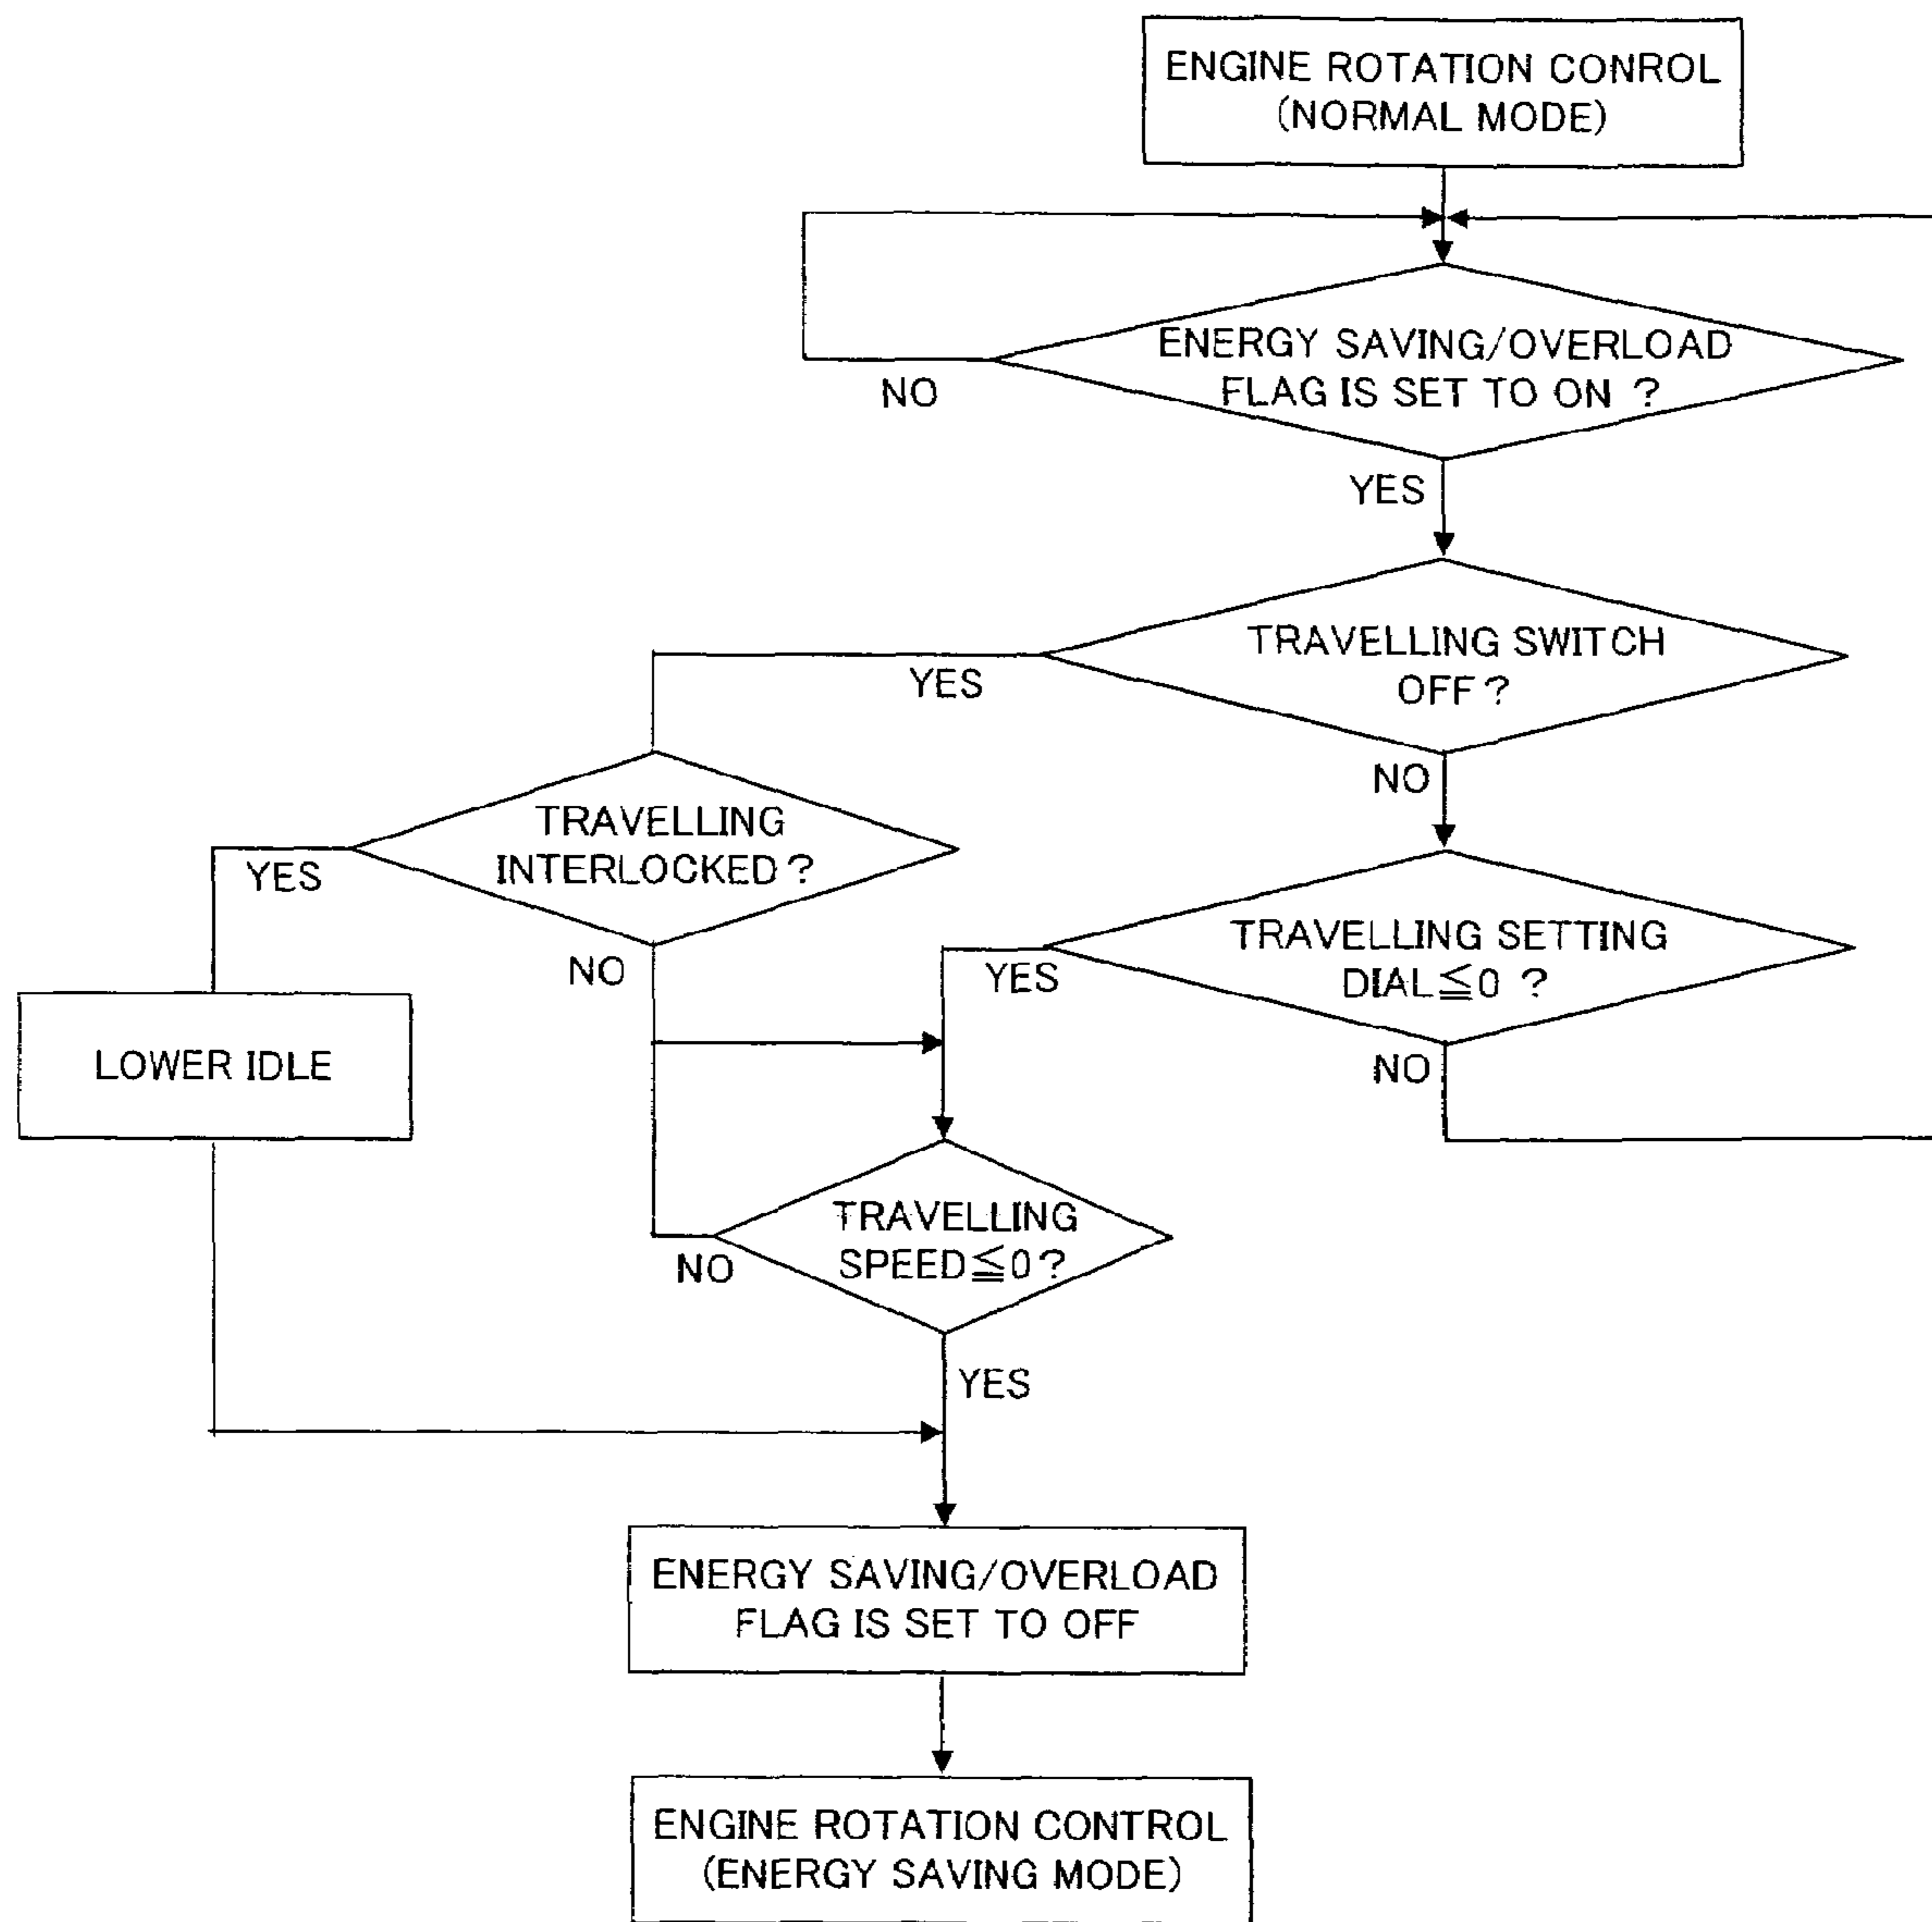 ENGINE ROTATION CONROL
(NORMAL MODE)
ENERGY SAVING/OVERLOAD
FLAG IS SET TO ON ?
NO
YES
TRAVELLING SWITCH
OFF?
YES
NO
TRAVELLING
INTERLOCKED?
YES
NO
TRAVELLING SETTING
DIAL≦0 ?
YES
NO
LOWER IDLE
TRAVELLING
SPEED≦0?
NO
YES
ENERGY SAVING/OVERLOAD
FLAG IS SET TO OFF
ENGINE ROTATION CONTROL
(ENERGY SAVING MODE)